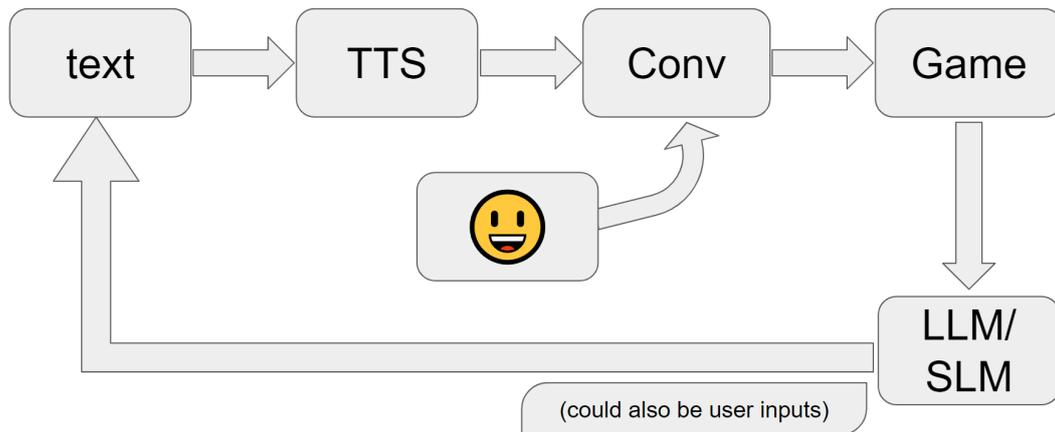 text
TTS
Conv
Game
LLM/
SLM
(could also be user inputs)